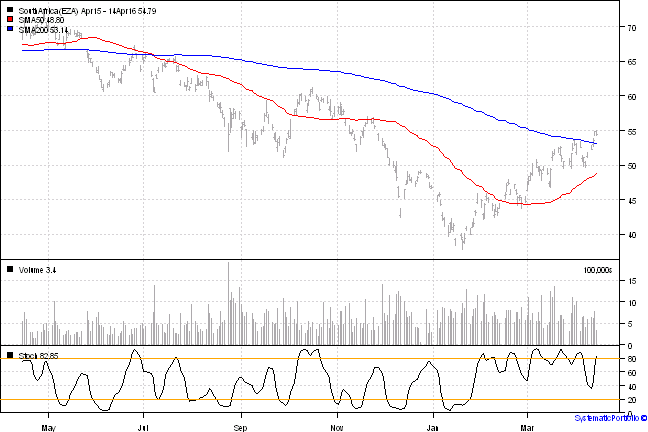 SouthAfrica(EZA) Apr15 - 14Apr16 54.79
SMA50 48.80
SMA200 53.14
70
65
60
55
50
45
40
Volume 3.4
100,000s
15
10
5
0
Stoch 82.85
80
60
40
20
0
May
Jul
Sep
Nov
Jan
Mar
SystematicPortfolio ©